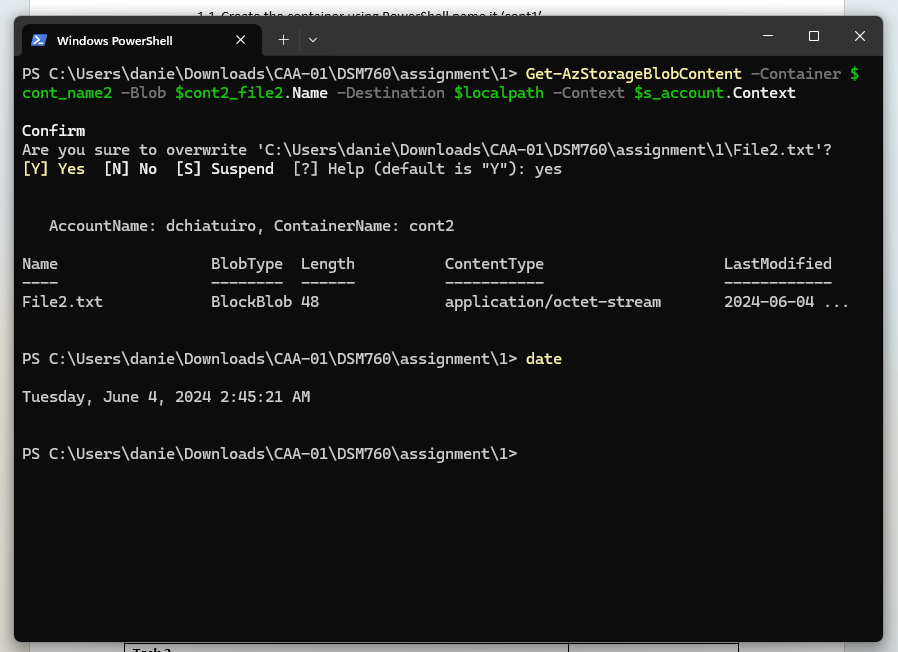 1.1. Create the container using PowerShell name it 'cont1'
Windows PowerShell
PS C:\Users\danie\Downloads\CAA-01\DSM760\assignment\1> Get-AzStorageBlobContent -Container $
cont_name2 -Blob $cont2_file2.Name -Destination $localpath -Context $s_account.Context
Confirm
Are you sure to overwrite 'C:\Users\danie\Downloads\CAA-01\DSM760\assignment\1\File2.txt'?
[Y] Yes  [N] No  [S] Suspend  [?] Help (default is "Y"): yes
AccountName: dchiatuiro, ContainerName: cont2
Name BlobType Length ContentType LastModified
---- -------- ------ ----------- ------------
File2.txt BlockBlob 48 application/octet-stream 2024-06-04 ...
PS C:\Users\danie\Downloads\CAA-01\DSM760\assignment\1> date
Tuesday, June 4, 2024 2:45:21 AM
PS C:\Users\danie\Downloads\CAA-01\DSM760\assignment\1>
Task 2